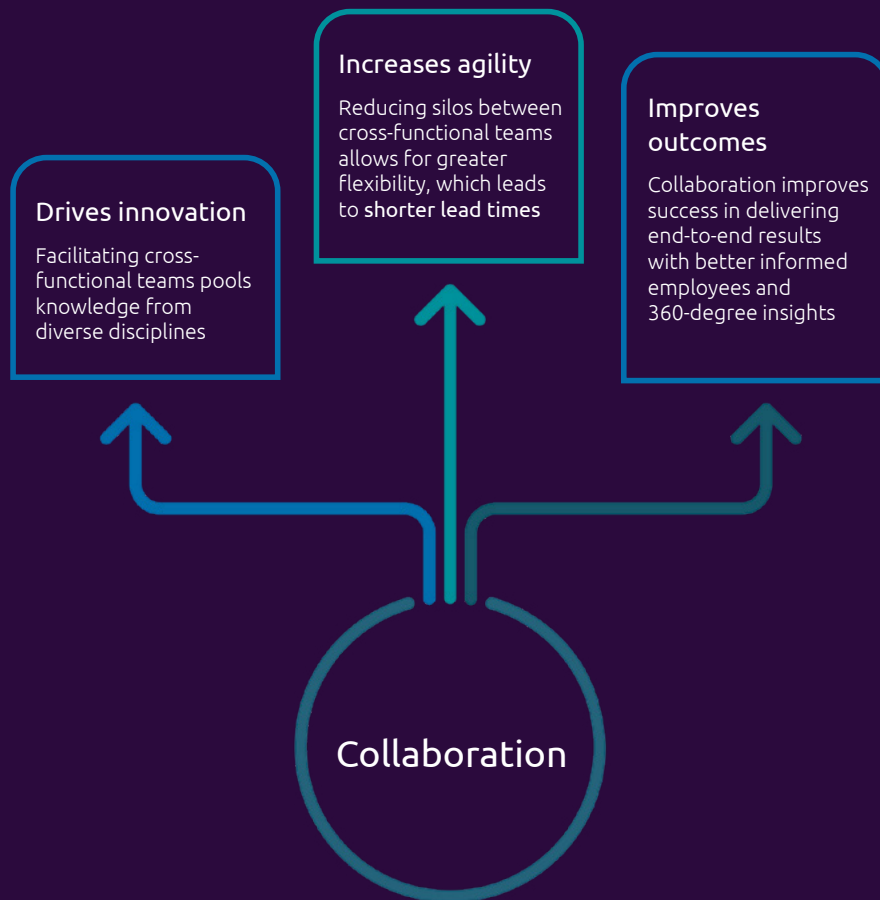 Increases agility
Reducing silos between
cross-functional teams
allows for greater
flexibility, which leads
to shorter lead times
Improves
outcomes
Collaboration improves
success in delivering
end-to-end results
with better informed
employees and
360-degree insights
Drives innovation
Facilitating cross-
functional teams pools
knowledge from
diverse disciplines
Collaboration